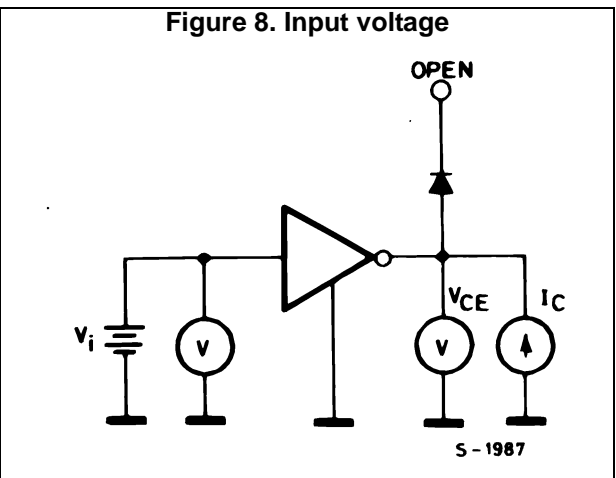 Figure 8. Input voltage
OPEN
Vi
V
VCE
V
IC
S-1987